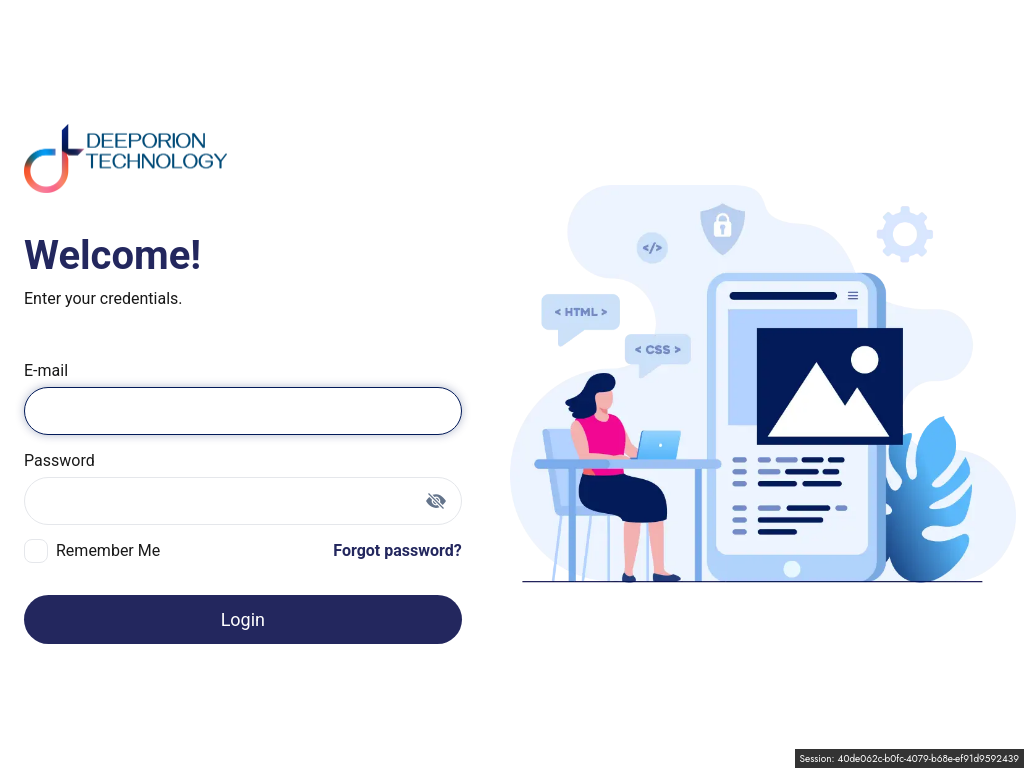 DEEPORION
TECHNOLOGY
Welcome!
Enter your credentials.
E-mail
Password
Remember Me
Forgot password?
Login
</>
< HTML >
< CSS >
Session: 40de062c-b0fc-4079-b68e-ef91d9592439